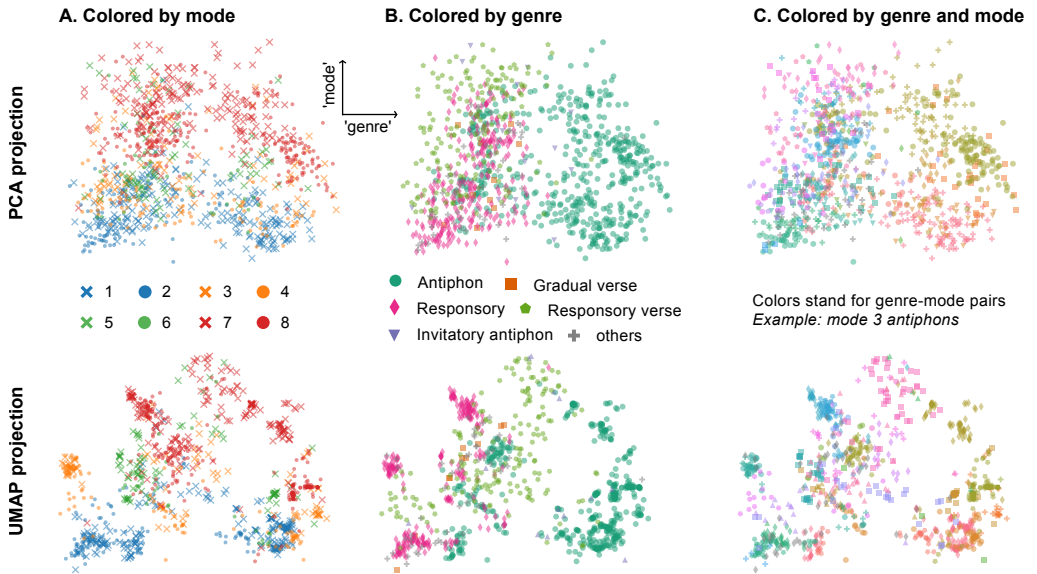 A. Colored by mode
B. Colored by genre
C. Colored by genre and mode
PCA projection
'mode'
'genre'
1 2 3 4
5 6 7 8
Antiphon Gradual verse
Responsory Responsory verse
Invitatory antiphon others
Colors stand for genre-mode pairs
Example: mode 3 antiphons
UMAP projection